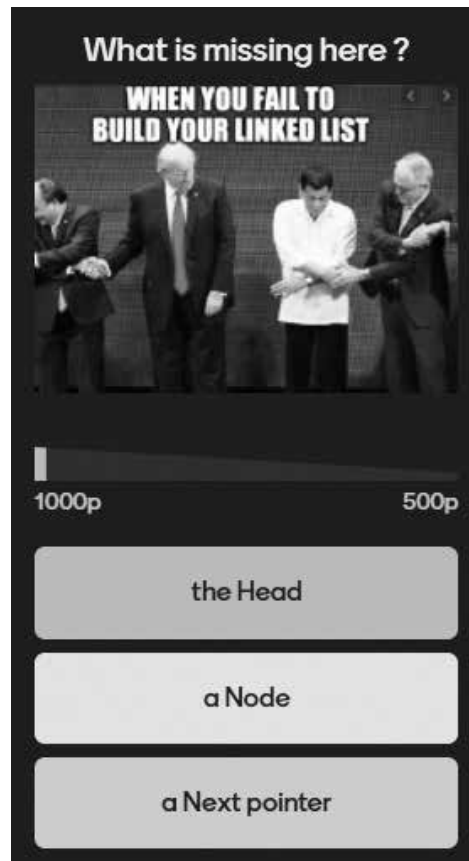 What is missing here ?
WHEN YOU FAIL TO
BUILD YOUR LINKED LIST
1000p
500p
the Head
a Node
a Next pointer